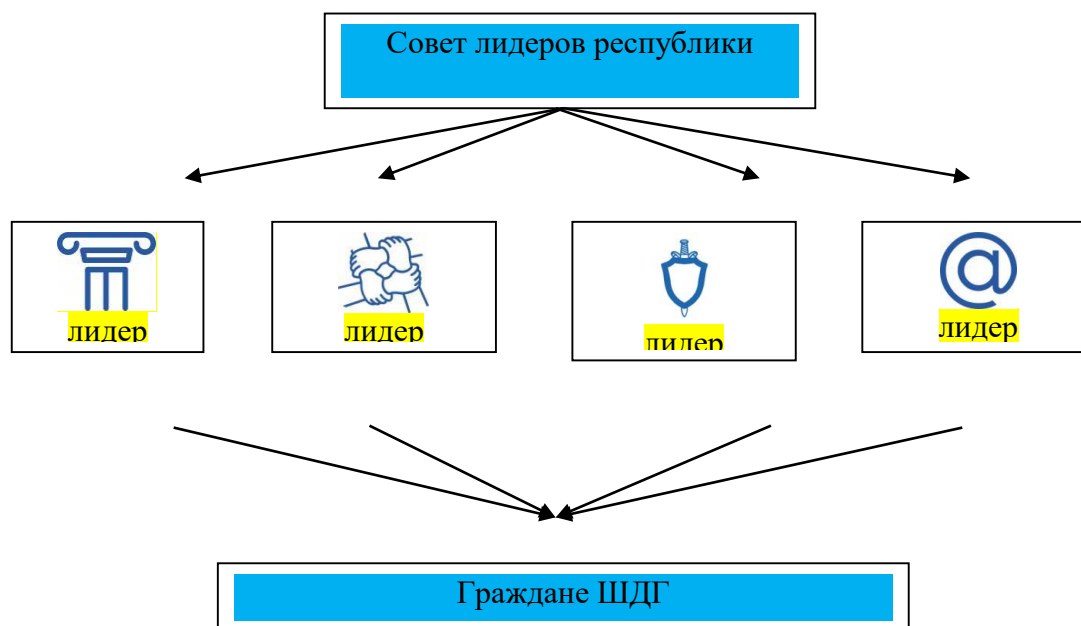 Совет лидеров республики
лидер
лидер
лидер
лидер
Граждане ШДГ